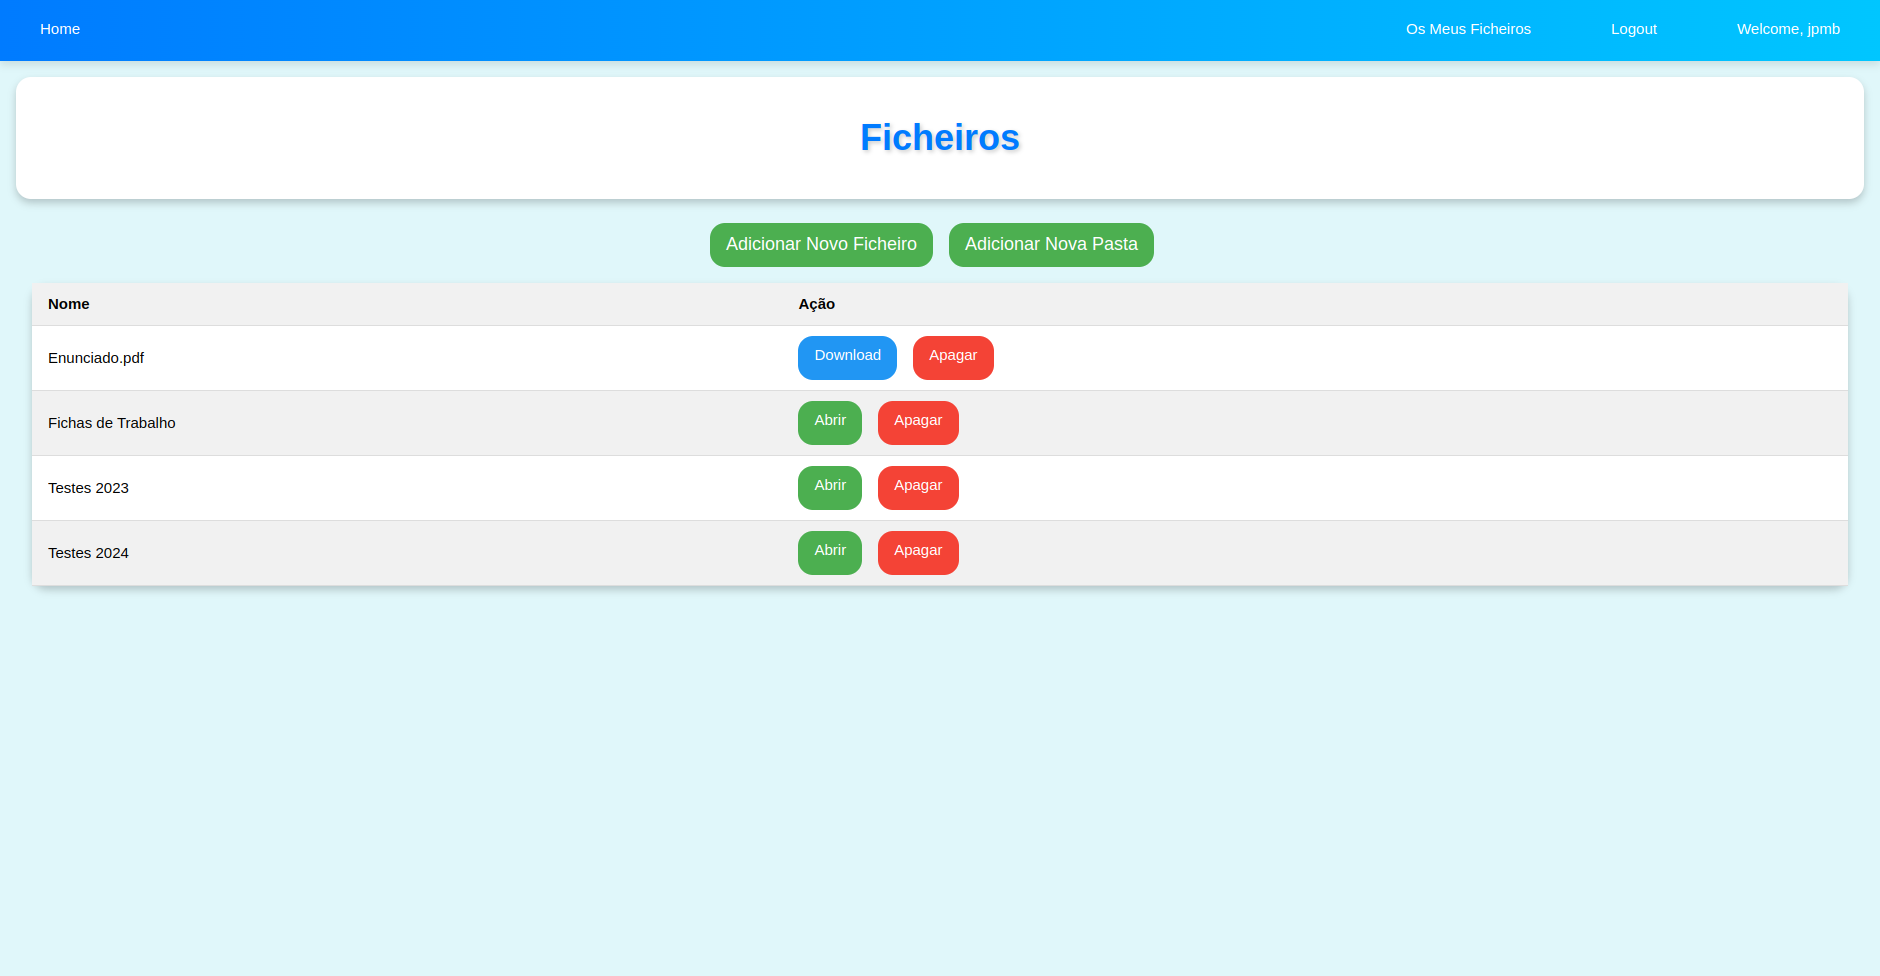 Home Os Meus Ficheiros Logout Welcome, jpmb
Ficheiros
Adicionar Novo Ficheiro Adicionar Nova Pasta
Nome Ação
Enunciado.pdf Download Apagar
Fichas de Trabalho Abrir Apagar
Testes 2023 Abrir Apagar
Testes 2024 Abrir Apagar